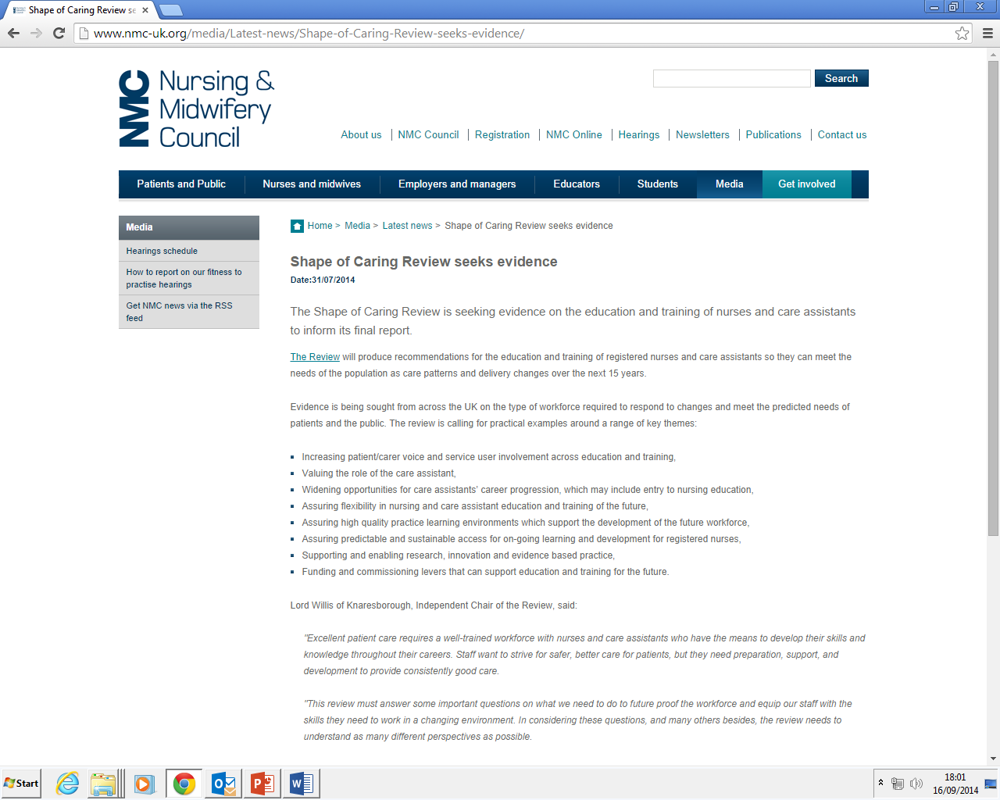 Shape of Caring Review se
www.nmc-uk.org/media/Latest-news/Shape-of-Caring-Review-seeks-evidence/
NMC
Nursing &
Midwifery
Council
Search
About us NMC Council Registration NMC Online Hearings Newsletters Publications Contact us
Patients and Public Nurses and midwives Employers and managers Educators Students Media Get involved
Media
Hearings schedule
How to report on our fitness to
practise hearings
Get NMC news via the RSS
feed
Home > Media > Latest news > Shape of Caring Review seeks evidence
Shape of Caring Review seeks evidence
Date:31/07/2014
The Shape of Caring Review is seeking evidence on the education and training of nurses and care assistants
to inform its final report.
The Review will produce recommendations for the education and training of registered nurses and care assistants so they can meet the
needs of the population as care patterns and delivery changes over the next 15 years.
Evidence is being sought from across the UK on the type of workforce required to respond to changes and meet the predicted needs of
patients and the public. The review is calling for practical examples around a range of key themes:
Increasing patient/carer voice and service user involvement across education and training,
Valuing the role of the care assistant,
Widening opportunities for care assistants' career progression, which may include entry to nursing education,
Assuring flexibility in nursing and care assistant education and training of the future,
Assuring high quality practice learning environments which support the development of the future workforce,
Assuring predictable and sustainable access for on-going learning and development for registered nurses,
Supporting and enabling research, innovation and evidence based practice,
Funding and commissioning levers that can support education and training for the future.
Lord Willis of Knaresborough, Independent Chair of the Review, said:
"Excellent patient care requires a well-trained workforce with nurses and care assistants who have the means to develop their skills and
knowledge throughout their careers. Staff want to strive for safer, better care for patients, but they need preparation, support, and
development to provide consistently good care.
"This review must answer some important questions on what we need to do to future proof the workforce and equip our staff with the
skills they need to work in a changing environment. In considering these questions, and many others besides, the review needs to
understand as many different perspectives as possible.
Start
18:01
16/09/2014